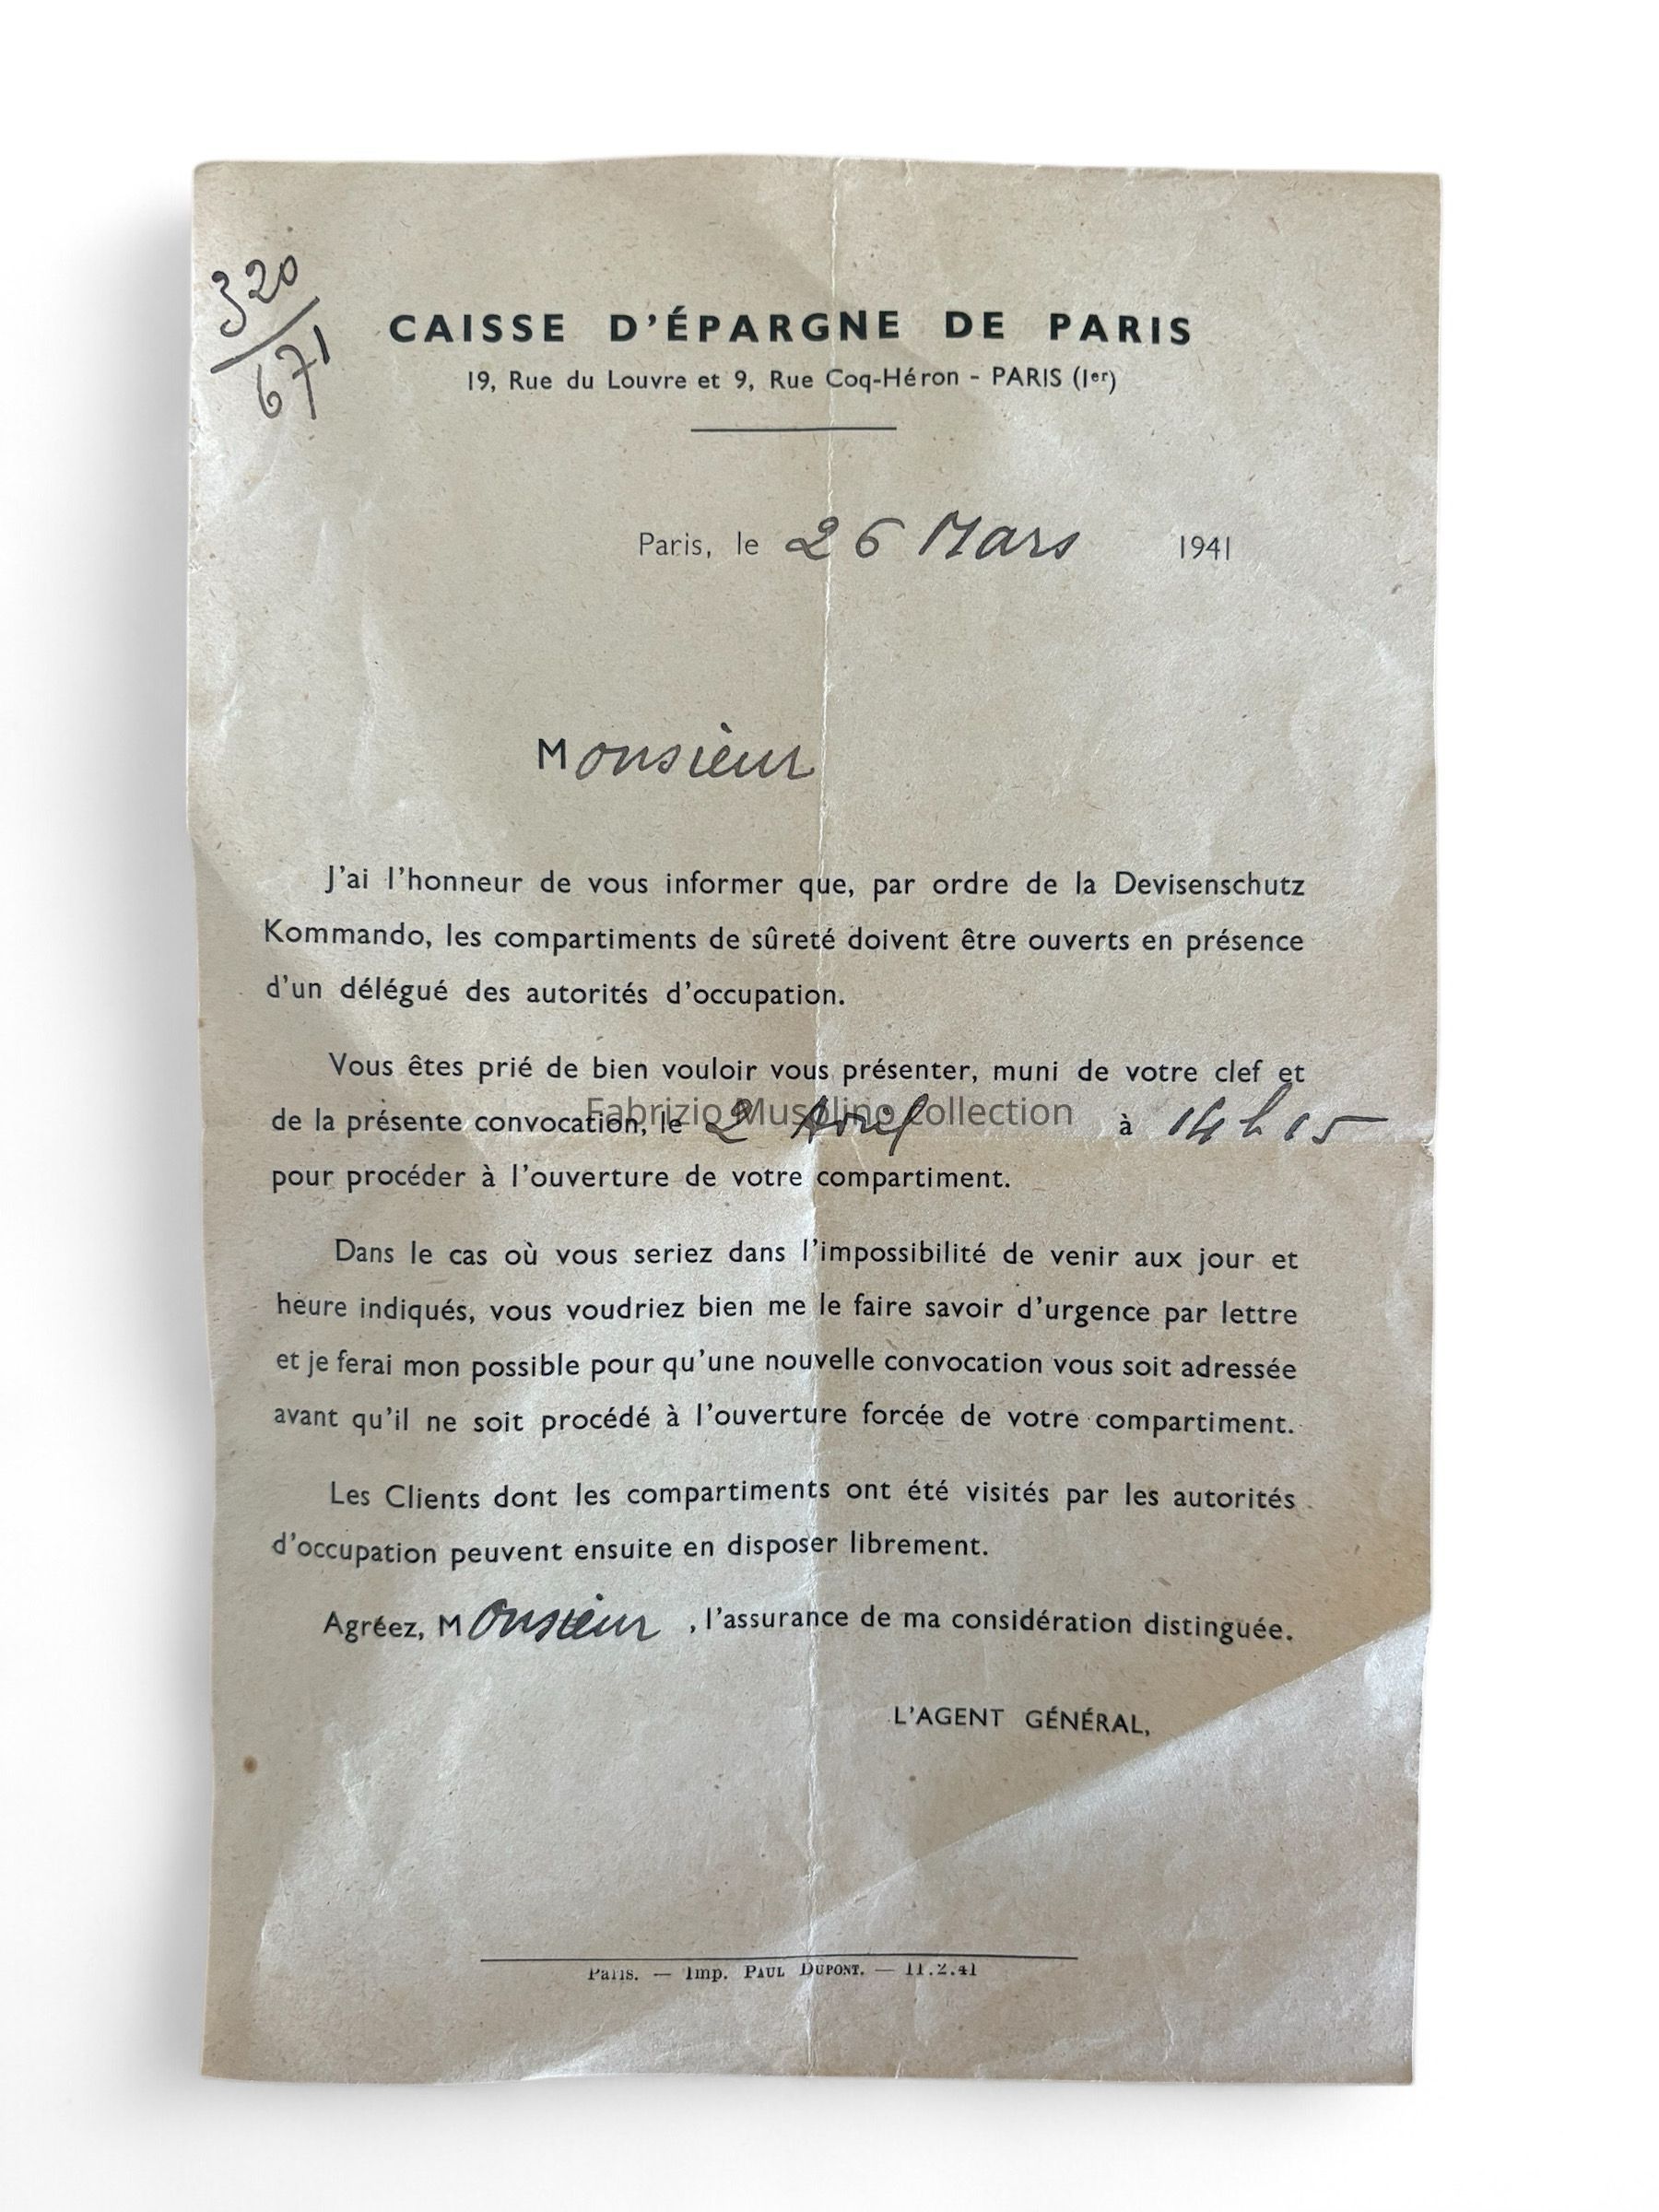 320
671
CAISSE D'ÉPARGNE DE PARIS
19, Rue du Louvre et 9, Rue Coq-Héron - PARIS (Ier)
Paris, le 26 Mars 1941
Monsieur
J'ai l'honneur de vous informer que, par ordre de la Devisenschutz
Kommando, les compartiments de sûreté doivent être ouverts en présence
d'un délégué des autorités d'occupation.
Vous êtes prié de bien vouloir vous présenter, muni de votre clef et
Fabrizio Musolino collection
de la présente convocation, le 2 Avril à 14 h 15
pour procéder à l'ouverture de votre compartiment.
Dans le cas où vous seriez dans l'impossibilité de venir aux jour et
heure indiqués, vous voudriez bien me le faire savoir d'urgence par lettre
et je ferai mon possible pour qu'une nouvelle convocation vous soit adressée
avant qu'il ne soit procédé à l'ouverture forcée de votre compartiment.
Les Clients dont les compartiments ont été visités par les autorités
d'occupation peuvent ensuite en disposer librement.
Agréez, Monsieur, l'assurance de ma considération distinguée.
L'AGENT GÉNÉRAL,
Paris. — Imp. PAUL DUPONT. — 11.2.41